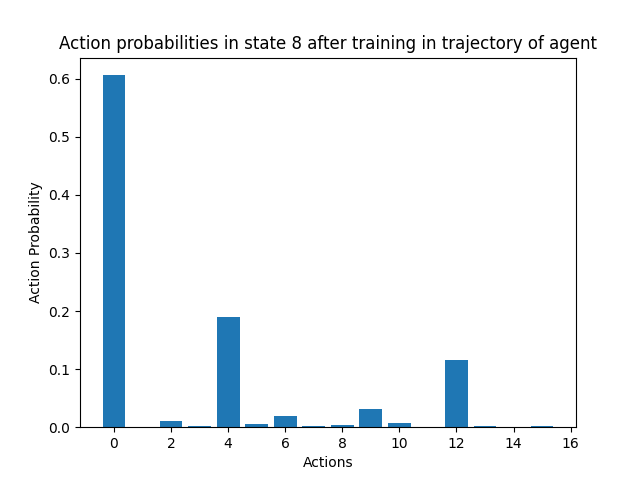 Action probabilities in state 8 after training in trajectory of agent
Action Probability
0.6
0.5
0.4
0.3
0.2
0.1
0.0
0 2 4 6 8 10 12 14 16
Actions